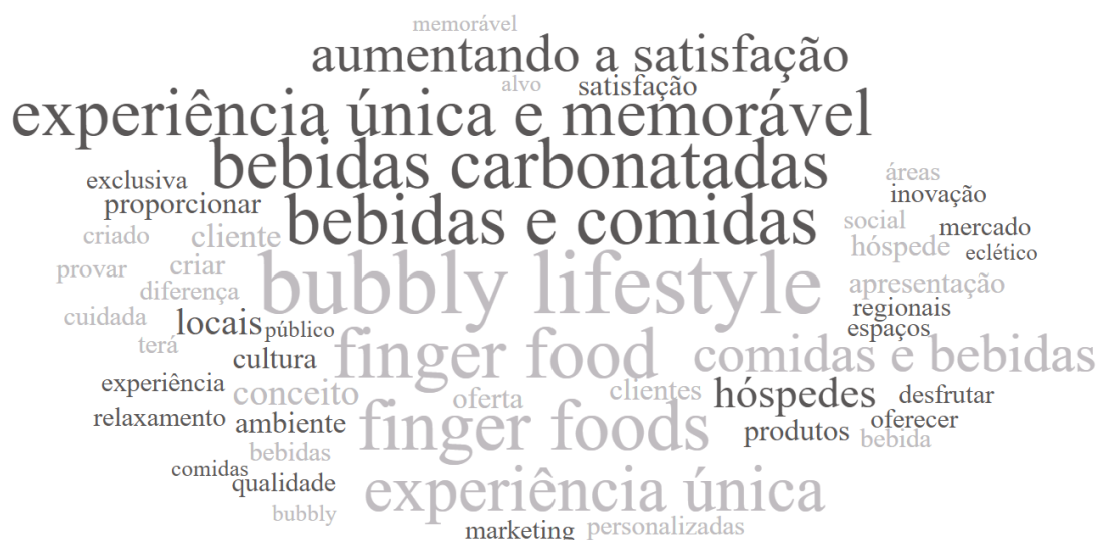 memorável
aumentando a satisfação
alvo
satisfação
experiência única e memorável
bebidas carbonatadas
áreas
exclusiva
inovação
proporcionar
bebidas e comidas
social
mercado
criado
cliente
hóspede
eclético
provar
criar
bubbly lifestyle
apresentação
diferença
regionais
cuidada
locais
público
espaços
terá
cultura
finger food
comidas e bebidas
experiência
conceito
oferta
clientes
hóspedes
desfrutar
relaxamento
ambiente
finger foods
produtos
oferecer
bebida
bebidas
comidas
qualidade
experiência única
bubbly
marketing
personalizadas